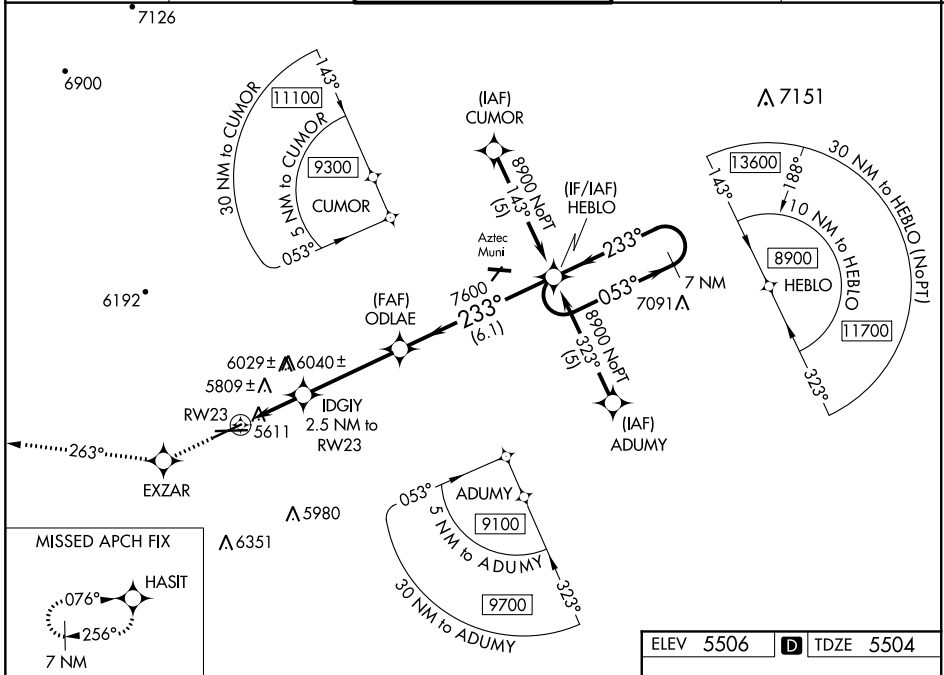 7126
6900
143°
11100
30 NM to CUMOR
5 NM to CUMOR
9300
CUMOR
053°
(IAF)
CUMOR
8900 NoPT
143°
(5)
(IF/IAF)
HEBLO
7151
13600
188°
30 NM to HEBLO (NoPT)
143°
10 NM to HEBLO
8900
HEBLO
11700
323°
Aztec
Muni
233°
053°
7 NM
7091
6192
(FAF)
ODLAE
7600
233°
(6.1)
8900 NoPT
323°
(5)
(IAF)
ADUMY
6029± 6040±
5809±
RW23
5611
IDGIY
2.5 NM to
RW23
263°
EXZAR
5980
6351
053°
ADUMY
9100
5 NM to ADUMY
9700
30 NM to ADUMY
323°
MISSED APCH FIX
HASIT
076°
256°
7 NM
ELEV 5506 D TDZE 5504